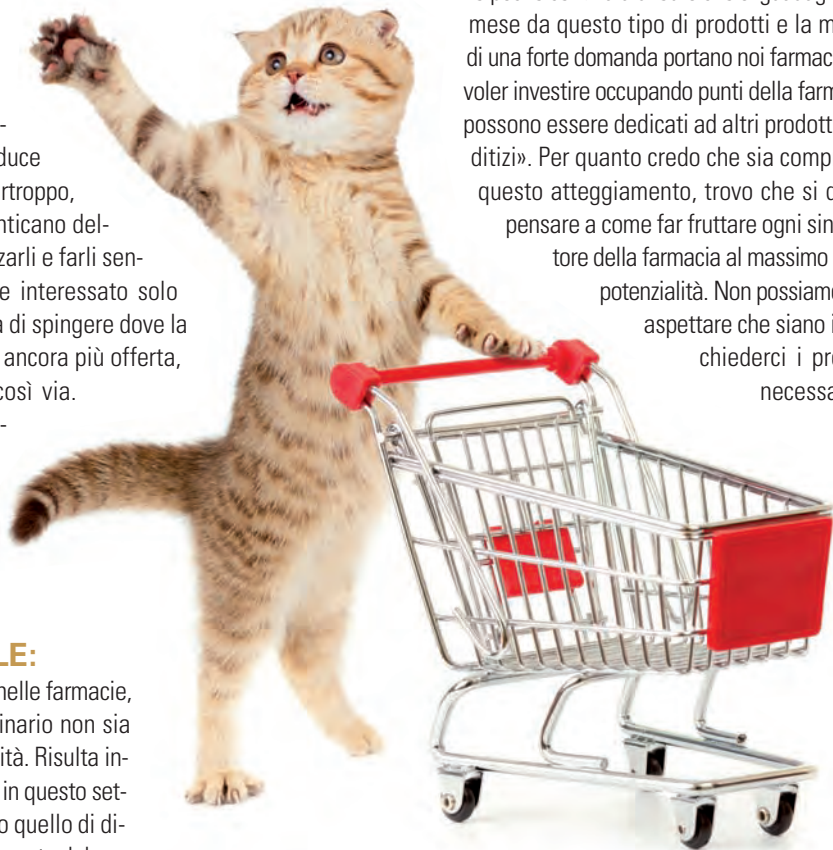 -
duce
rtroppo,
nticano del-
zarli e farli sen-
e interessato solo
a di spingere dove la
ancora più offerta,
così via.
-
LE:
nelle farmacie,
inario non sia
ità. Risulta in-
in questo set-
o quello di di-
mese da questo tipo di prodotti e la m
di una forte domanda portano noi farmac
voler investire occupando punti della farm
possono essere dedicati ad altri prodott
ditizi». Per quanto credo che sia comp
questo atteggiamento, trovo che si d
pensare a come far fruttare ogni sin
tore della farmacia al massimo
potenzialità. Non possiamo
aspettare che siano i
chiederci i pro
necessa